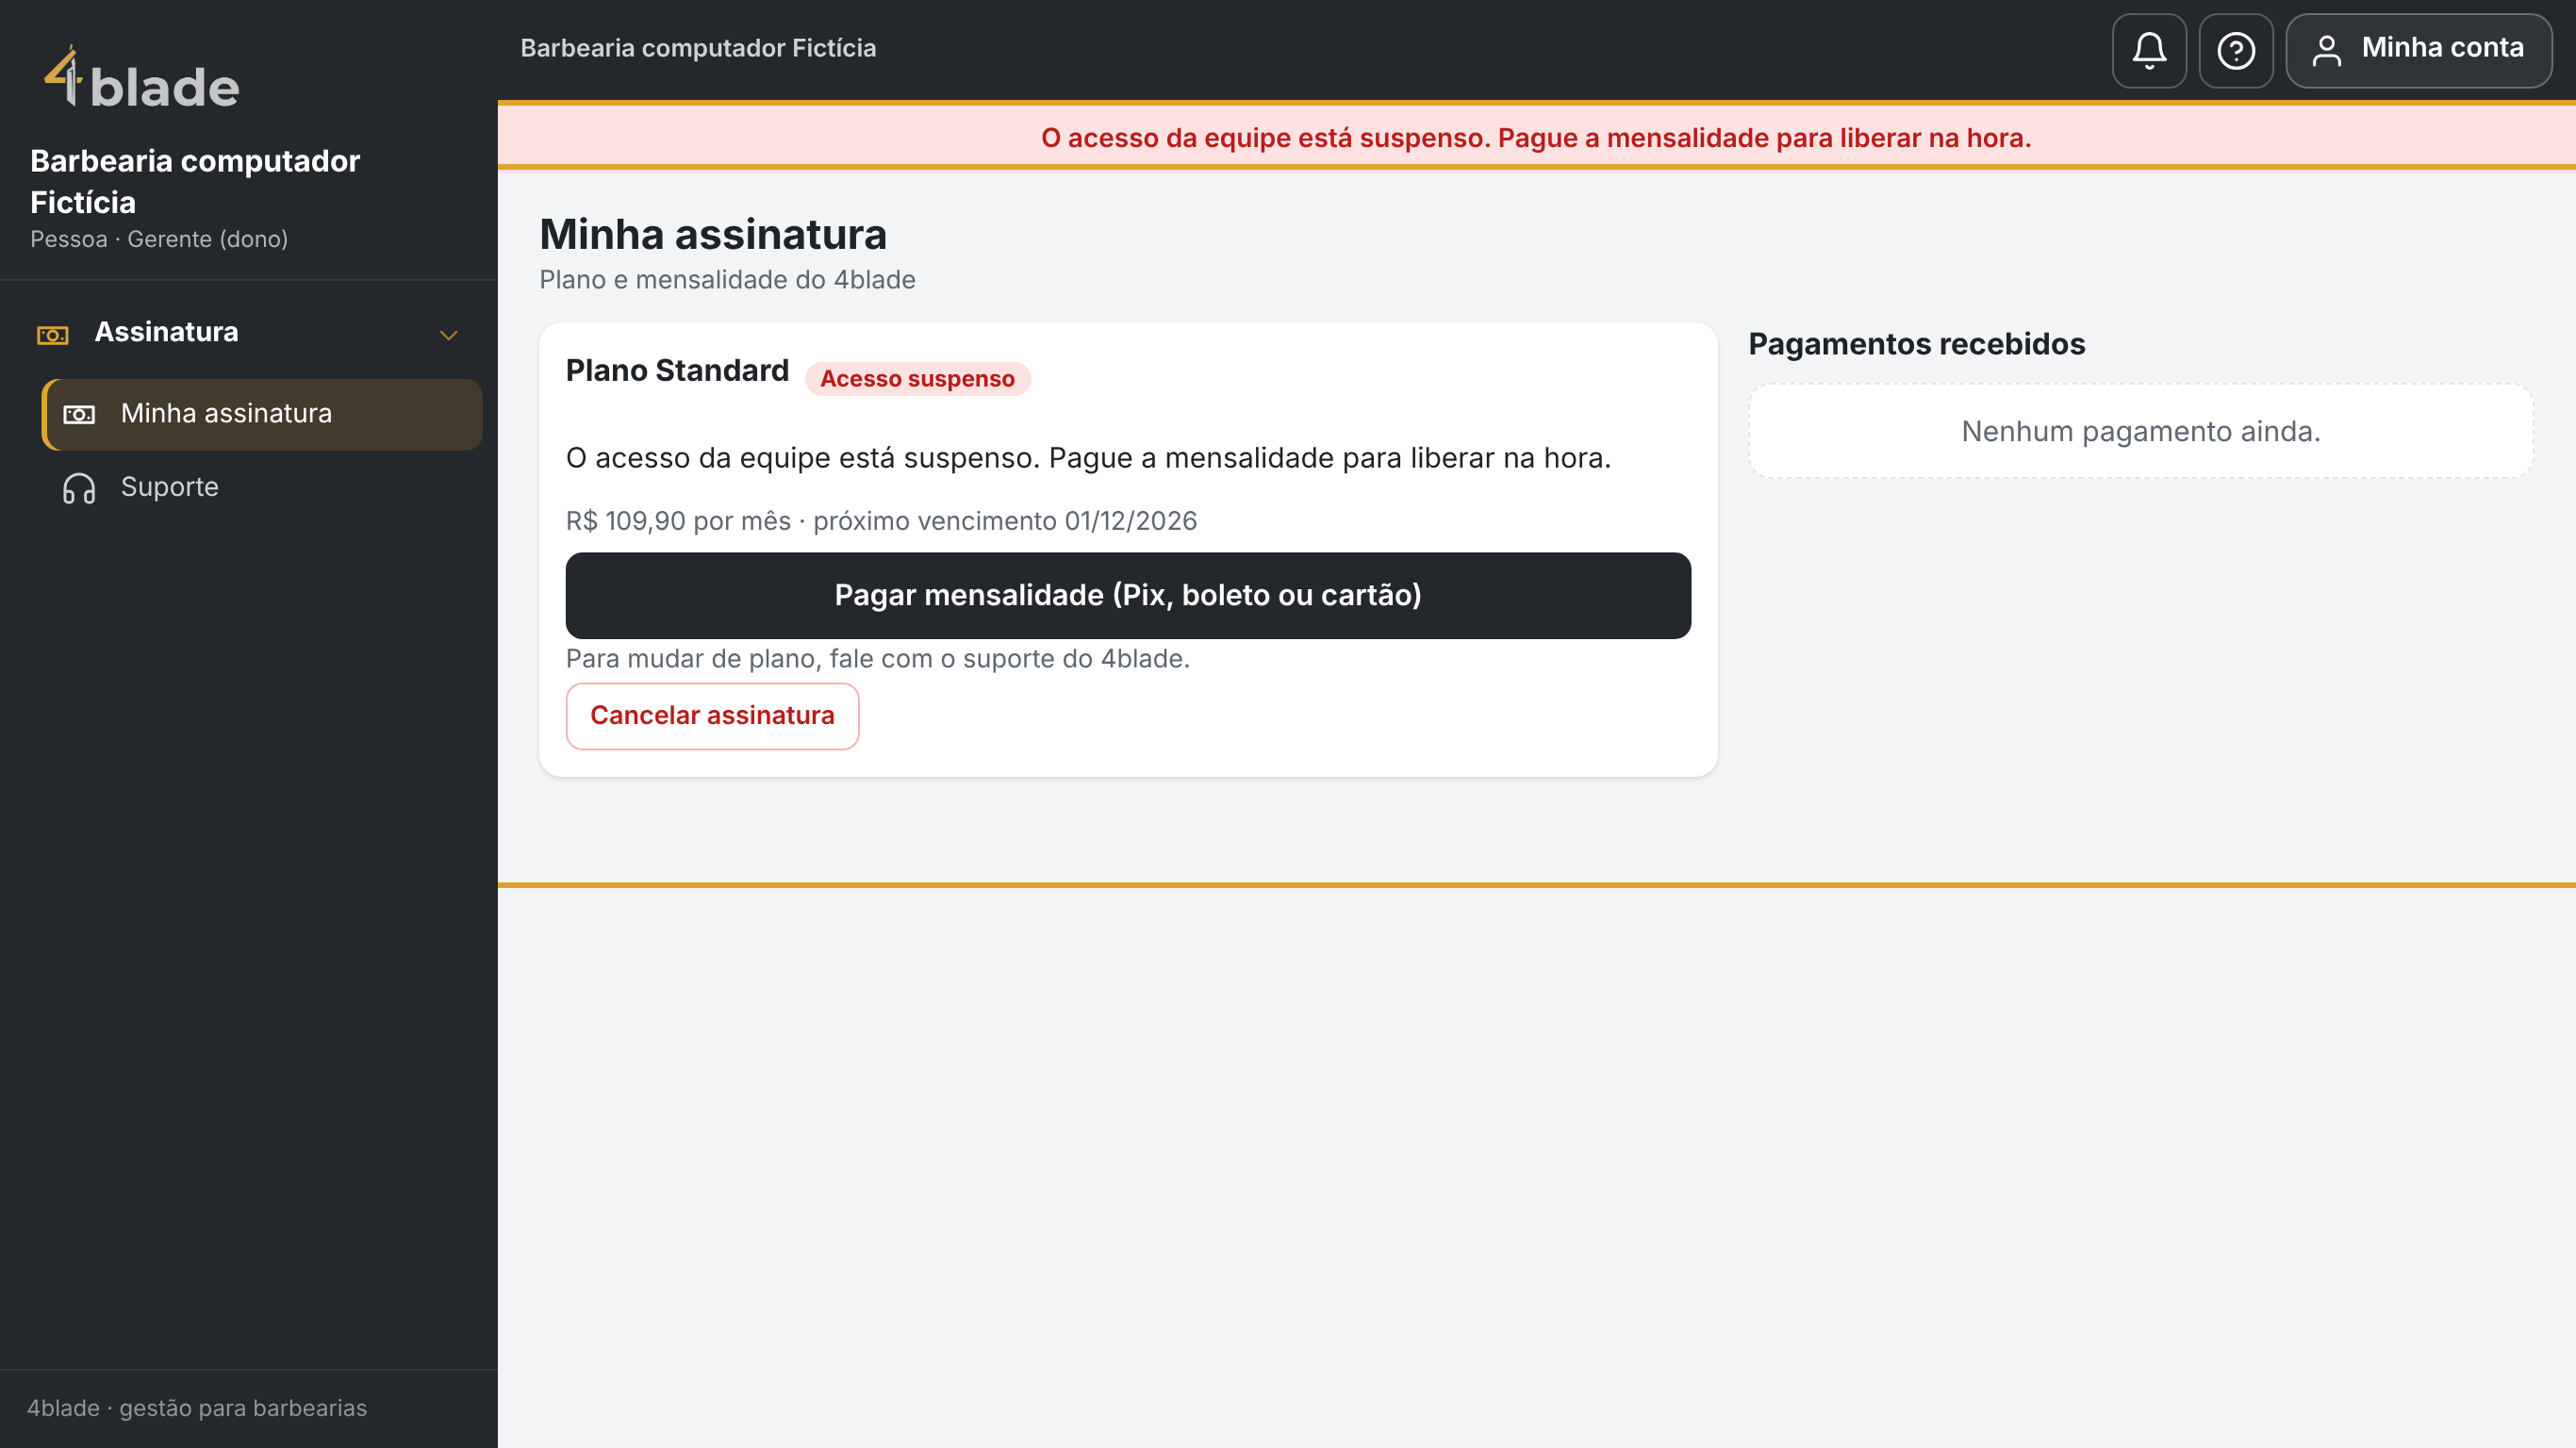 4blade
Barbearia computador
Fictícia
Pessoa · Gerente (dono)
Assinatura
Minha assinatura
Suporte
4blade · gestão para barbearias
Barbearia computador Fictícia
Minha conta
O acesso da equipe está suspenso. Pague a mensalidade para liberar na hora.
Minha assinatura
Plano e mensalidade do 4blade
Plano Standard
Acesso suspenso
O acesso da equipe está suspenso. Pague a mensalidade para liberar na hora.
R$ 109,90 por mês · próximo vencimento 01/12/2026
Pagar mensalidade (Pix, boleto ou cartão)
Para mudar de plano, fale com o suporte do 4blade.
Cancelar assinatura
Pagamentos recebidos
Nenhum pagamento ainda.